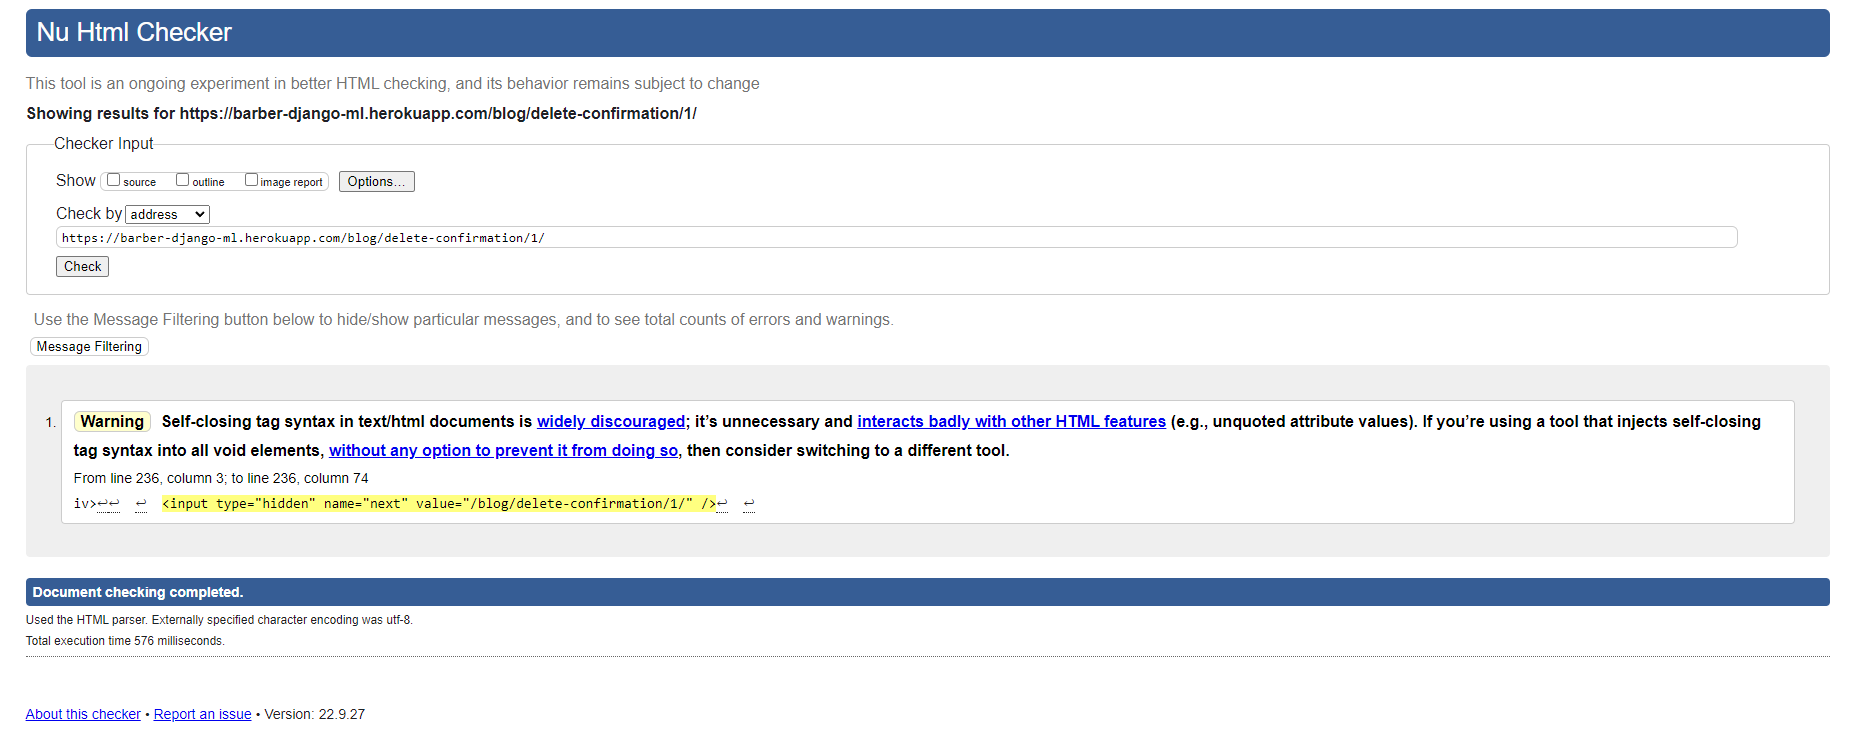 Nu Html Checker
This tool is an ongoing experiment in better HTML checking, and its behavior remains subject to change
Showing results for https://barber-django-ml.herokuapp.com/blog/delete-confirmation/1/
Checker Input
Show source outline image report Options...
Check by address
https://barber-django-ml.herokuapp.com/blog/delete-confirmation/1/
Check
Use the Message Filtering button below to hide/show particular messages, and to see total counts of errors and warnings.
Message Filtering
1. Warning Self-closing tag syntax in text/html documents is widely discouraged; it’s unnecessary and interacts badly with other HTML features (e.g., unquoted attribute values). If you’re using a tool that injects self-closing
tag syntax into all void elements, without any option to prevent it from doing so, then consider switching to a different tool.
From line 236, column 3; to line 236, column 74
iv>↩↩ ↩ <input type="hidden" name="next" value="/blog/delete-confirmation/1/" />↩ ↩
Document checking completed.
Used the HTML parser. Externally specified character encoding was utf-8.
Total execution time 576 milliseconds.
About this checker • Report an issue • Version: 22.9.27